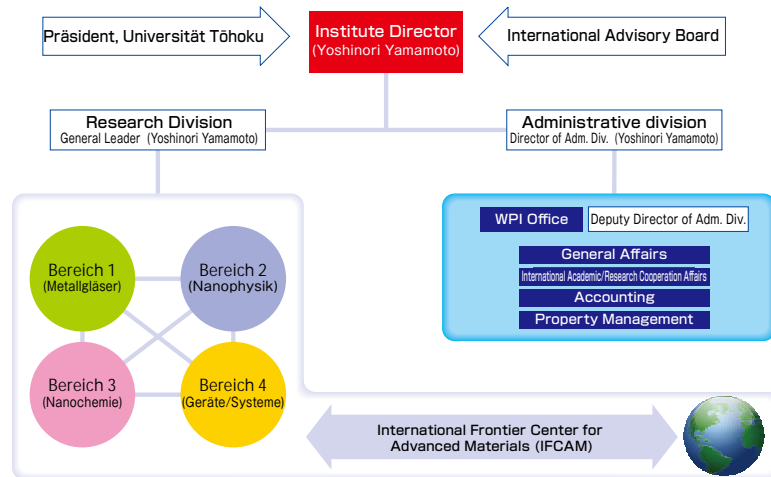 Präsident, Universität Tōhoku
Institute Director
(Yoshinori Yamamoto)
International Advisory Board
Research Division
General Leader (Yoshinori Yamamoto)
Administrative division
Director of Adm. Div. (Yoshinori Yamamoto)
WPI Office
Deputy Director of Adm. Div.
General Affairs
International Academic/Research Cooperation Affairs
Accounting
Property Management
Bereich 1
(Metallgläser)
Bereich 2
(Nanophysik)
Bereich 3
(Nanochemie)
Bereich 4
(Geräte/Systeme)
International Frontier Center for
Advanced Materials (IFCAM)